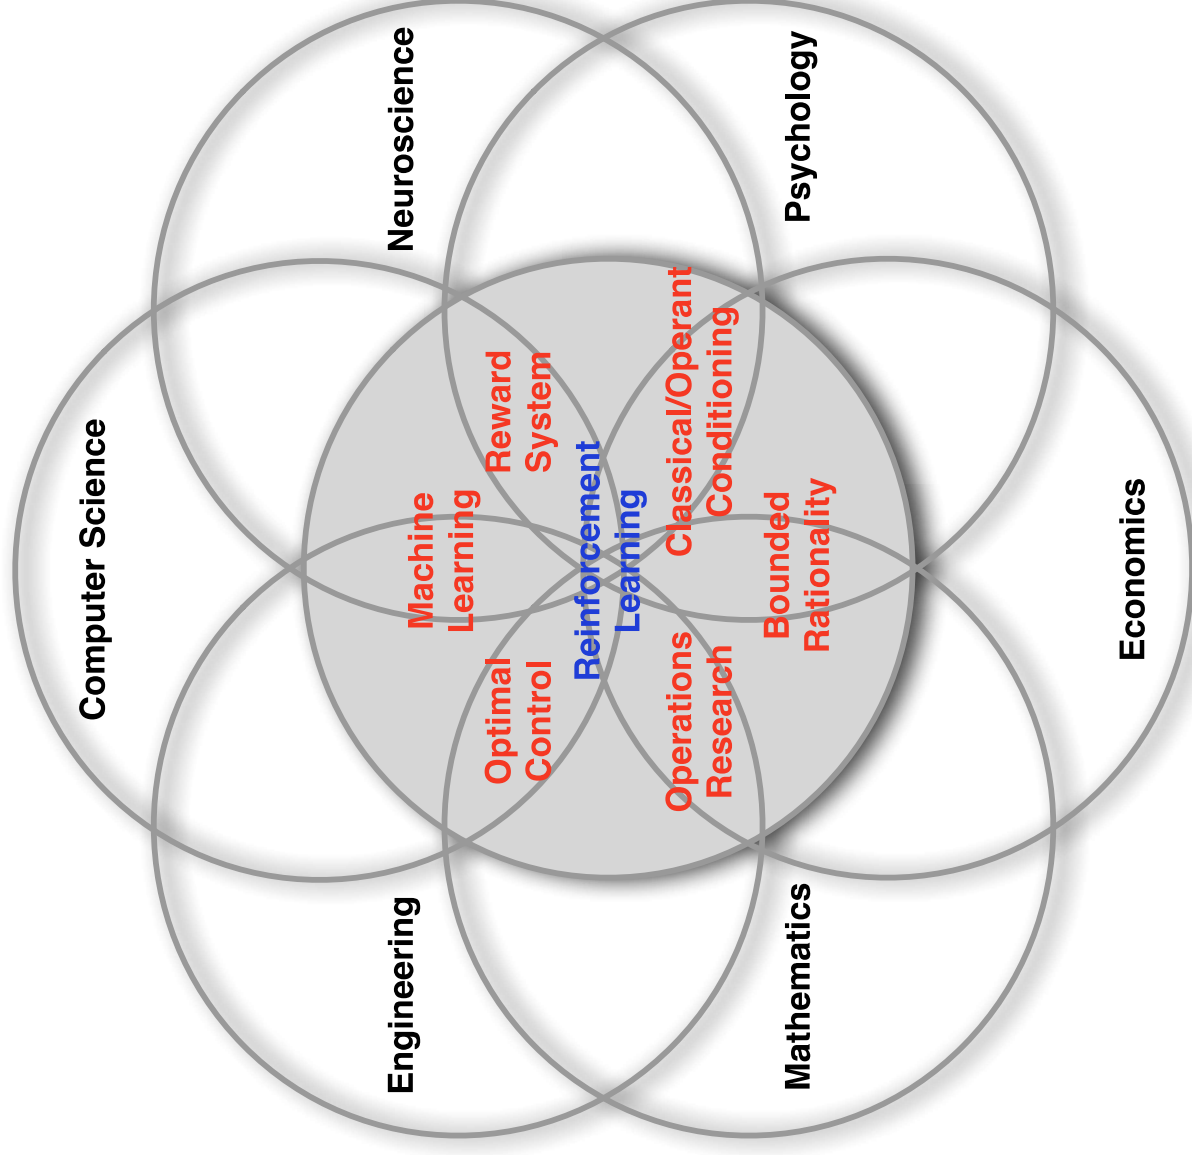 Computer Science
Neuroscience
Psychology
Economics
Mathematics
Engineering
Machine
Learning
Reward
System
Classical/Operant
Conditioning
Bounded
Rationality
Operations
Research
Optimal
Control
Reinforcement
Learning